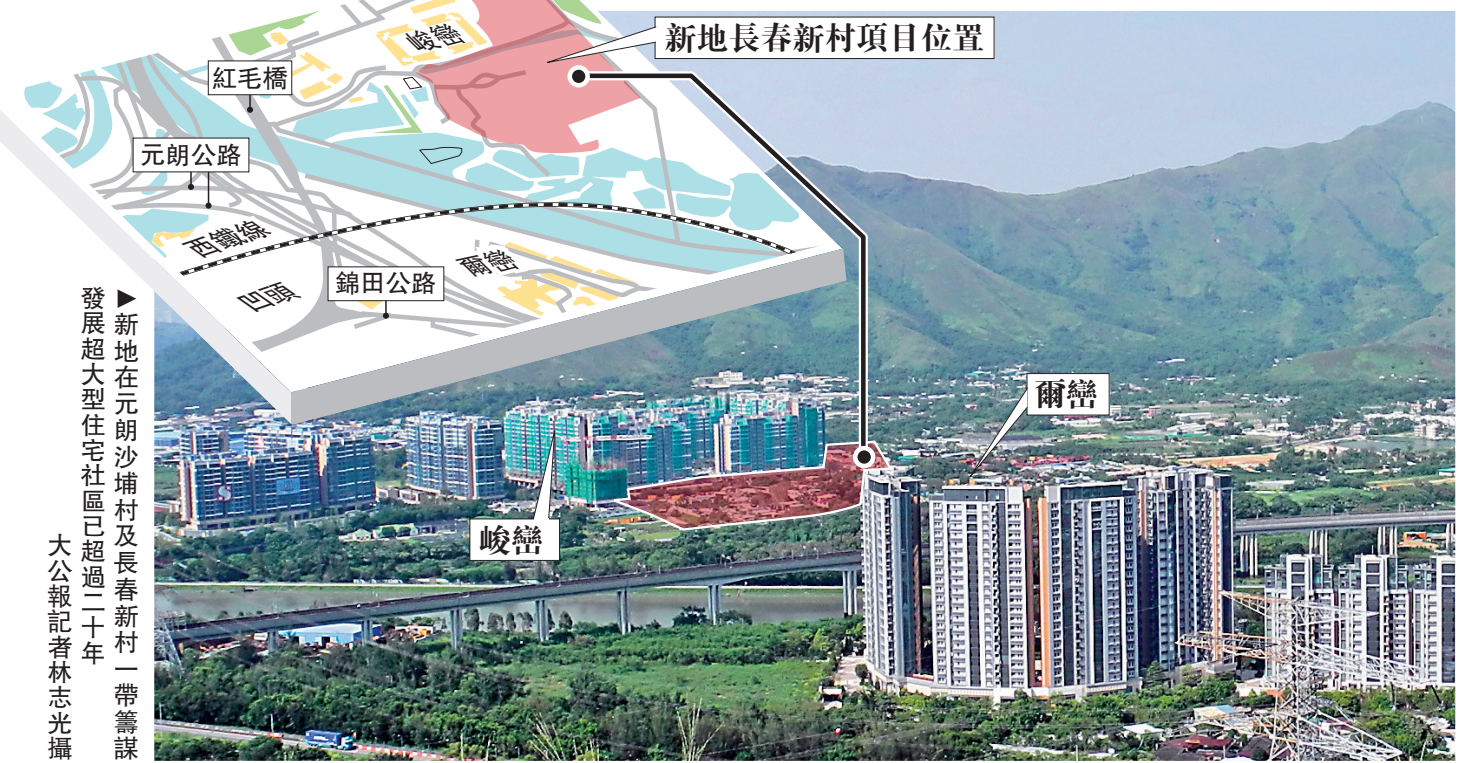 新地長春新村項目位置
峻巒
紅毛橋
元朗公路
西鐵線
爾巒
凹頭
錦田公路
爾巒
峻巒
▶新地在元朗沙埔村及長春新村一帶籌謀
發展超大型住宅社區已超過二十年
大公報記者林志光攝